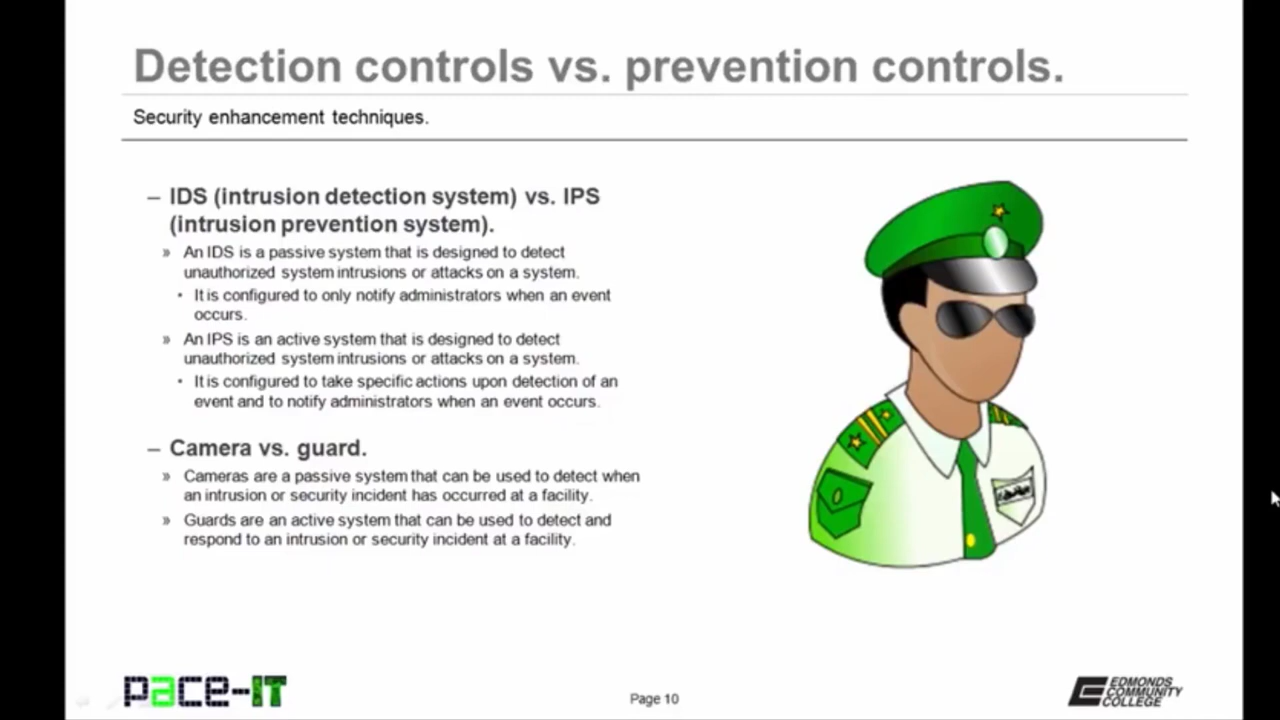 Detection controls vs. prevention controls.
Security enhancement techniques.
– IDS (intrusion detection system) vs. IPS
(intrusion prevention system).
» An IDS is a passive system that is designed to detect
unauthorized system intrusions or attacks on a system.
• It is configured to only notify administrators when an event
occurs.
» An IPS is an active system that is designed to detect
unauthorized system intrusions or attacks on a system.
• It is configured to take specific actions upon detection of an
event and to notify administrators when an event occurs.
– Camera vs. guard.
» Cameras are a passive system that can be used to detect when
an intrusion or security incident has occurred at a facility.
» Guards are an active system that can be used to detect and
respond to an intrusion or security incident at a facility.
pace-IT
Page 10
EDMONDS
COMMUNITY
COLLEGE